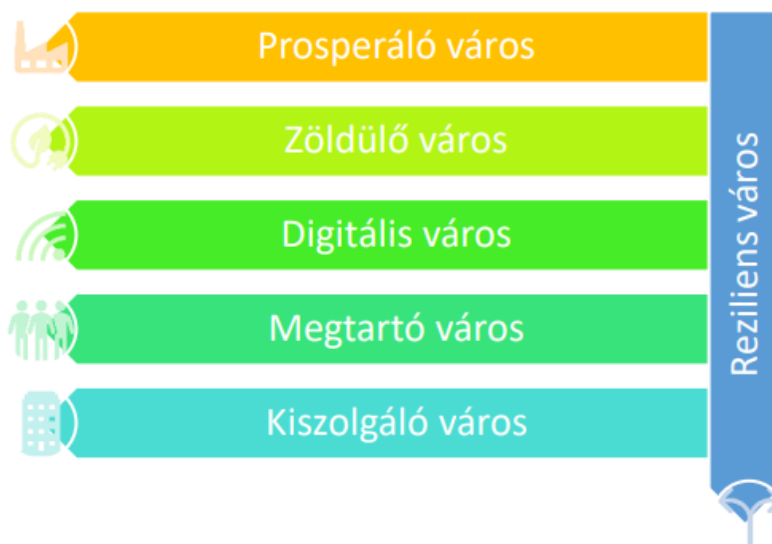 Prosperáló város
Zöldülő város
Digitális város
Megtartó város
Kiszolgáló város
Reziliens város